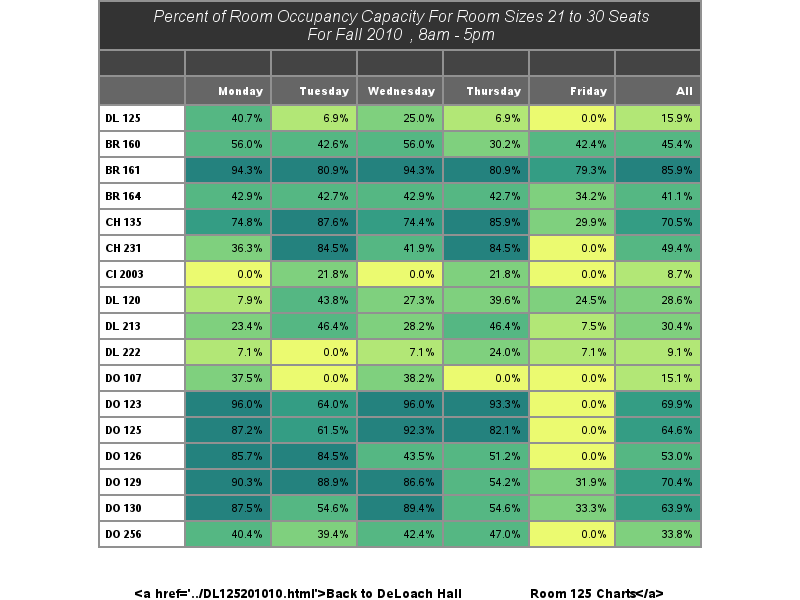 Percent of Room Occupancy Capacity For Room Sizes 21 to 30 Seats
For Fall 2010 , 8am - 5pm
Monday Tuesday Wednesday Thursday Friday All
DL 125 40.7% 6.9% 25.0% 6.9% 0.0% 15.9%
BR 160 56.0% 42.6% 56.0% 30.2% 42.4% 45.4%
BR 161 94.3% 80.9% 94.3% 80.9% 79.3% 85.9%
BR 164 42.9% 42.7% 42.9% 42.7% 34.2% 41.1%
CH 135 74.8% 87.6% 74.4% 85.9% 29.9% 70.5%
CH 231 36.3% 84.5% 41.9% 84.5% 0.0% 49.4%
CI 2003 0.0% 21.8% 0.0% 21.8% 0.0% 8.7%
DL 120 7.9% 43.8% 27.3% 39.6% 24.5% 28.6%
DL 213 23.4% 46.4% 28.2% 46.4% 7.5% 30.4%
DL 222 7.1% 0.0% 7.1% 24.0% 7.1% 9.1%
DO 107 37.5% 0.0% 38.2% 0.0% 0.0% 15.1%
DO 123 96.0% 64.0% 96.0% 93.3% 0.0% 69.9%
DO 125 87.2% 61.5% 92.3% 82.1% 0.0% 64.6%
DO 126 85.7% 84.5% 43.5% 51.2% 0.0% 53.0%
DO 129 90.3% 88.9% 86.6% 54.2% 31.9% 70.4%
DO 130 87.5% 54.6% 89.4% 54.6% 33.3% 63.9%
DO 256 40.4% 39.4% 42.4% 47.0% 0.0% 33.8%
<a href='../DL125201010.html'>Back to DeLoach Hall Room 125 Charts</a>